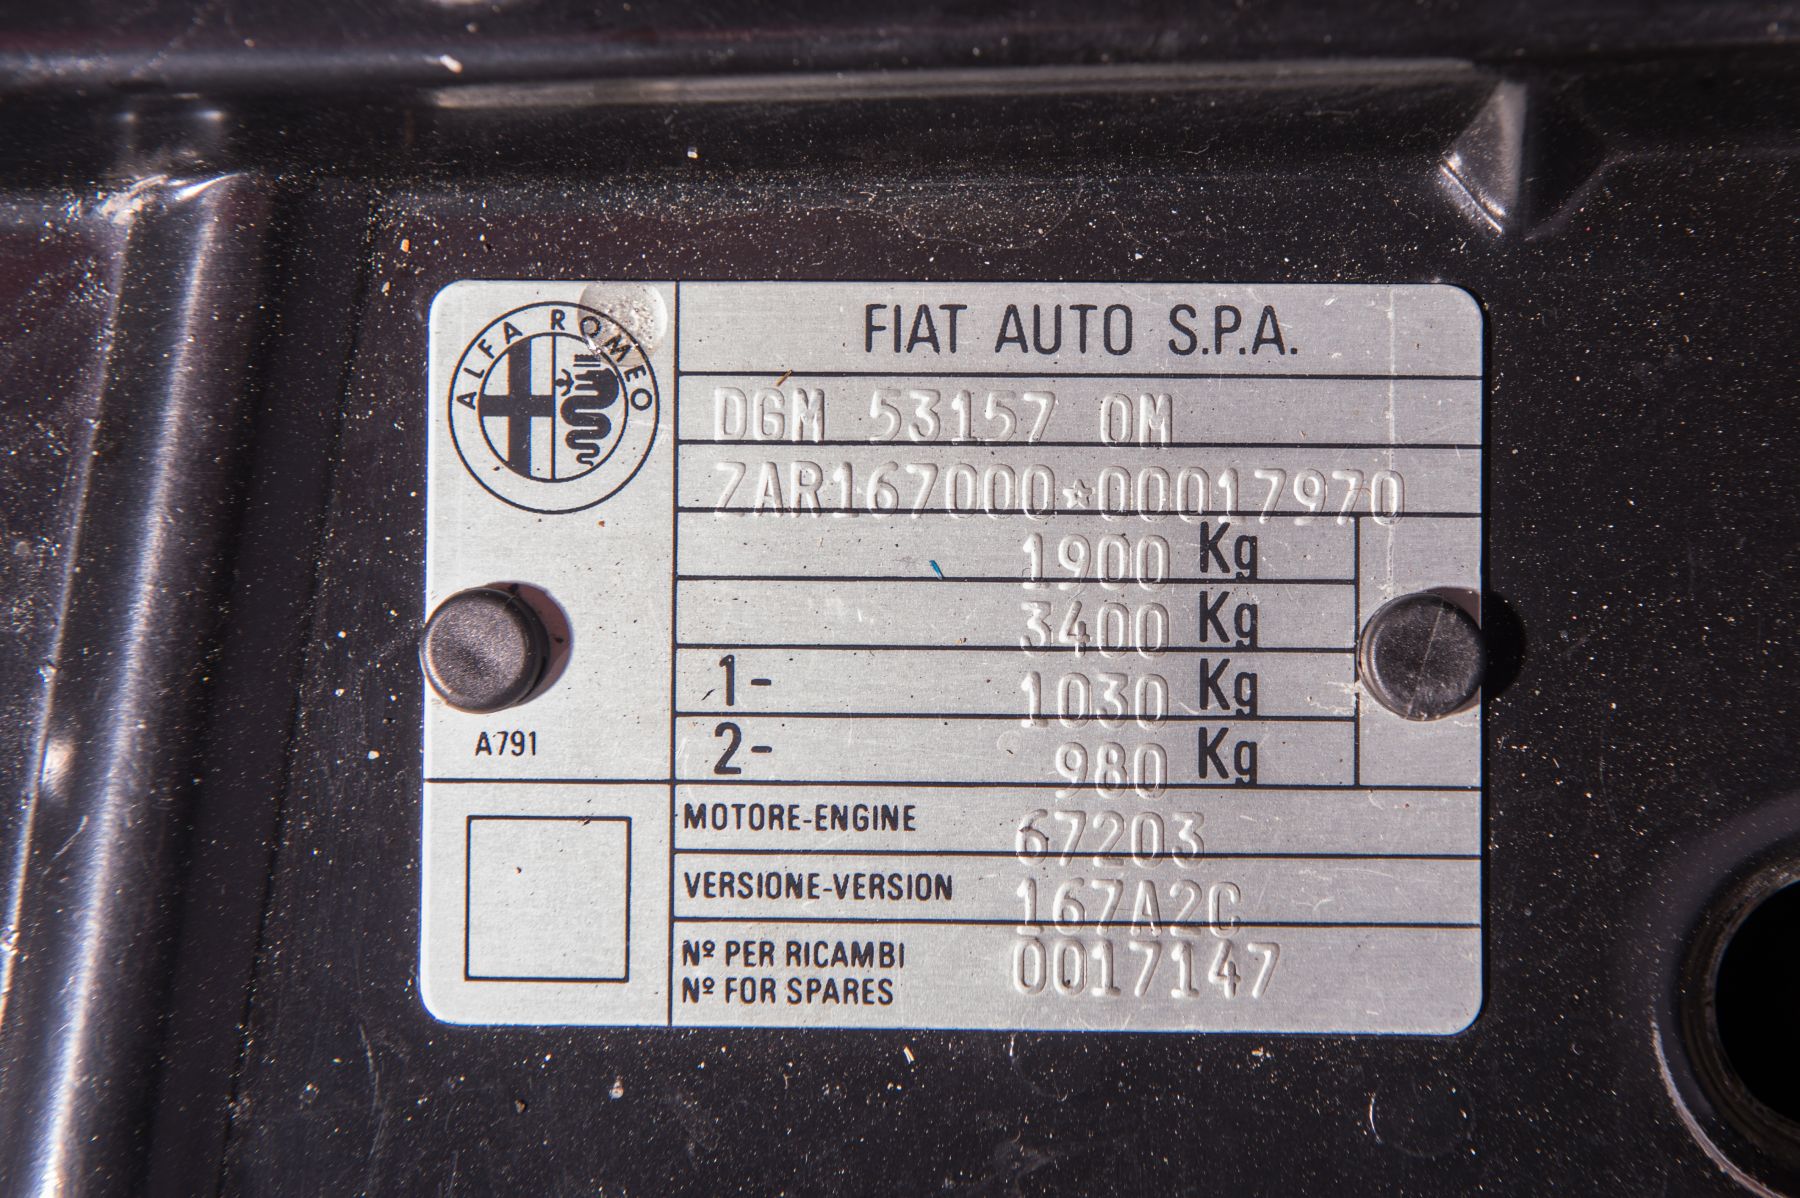 ALFA ROMEO
FIAT AUTO S.P.A.
DGM 53157 OM
ZAR167000*00017970
1900 Kg
3400 Kg
1- 1030 Kg
2- 980 Kg
A791
MOTORE-ENGINE 67203
VERSIONE-VERSION 167A2C
Nº PER RICAMBI
Nº FOR SPARES 0017147